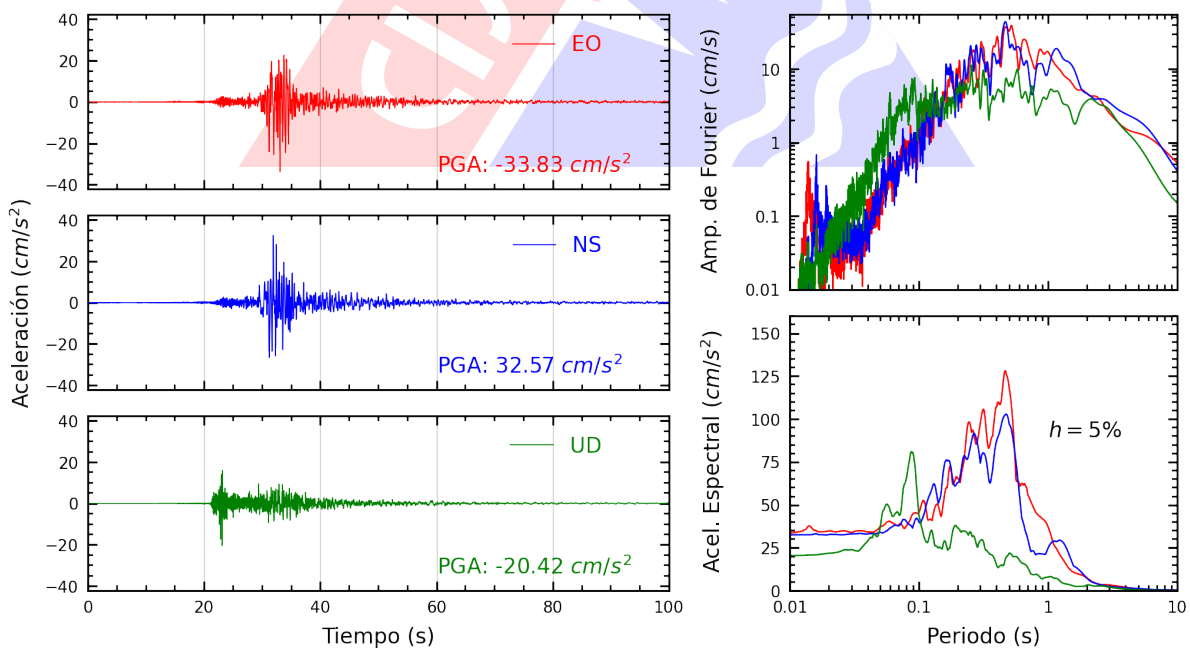 Aceleración (cm/s²)
40
20
0
−20
−40
EO
PGA: -33.83 cm/s²
40
20
0
−20
−40
NS
PGA: 32.57 cm/s²
40
20
0
−20
−40
UD
PGA: -20.42 cm/s²
0 20 40 60 80 100
Tiempo (s)
Amp. de Fourier (cm/s)
10
1
0.1
0.01
Acel. Espectral (cm/s²)
150
125
100
75
50
25
0
h = 5%
0.01 0.1 1 10
Periodo (s)